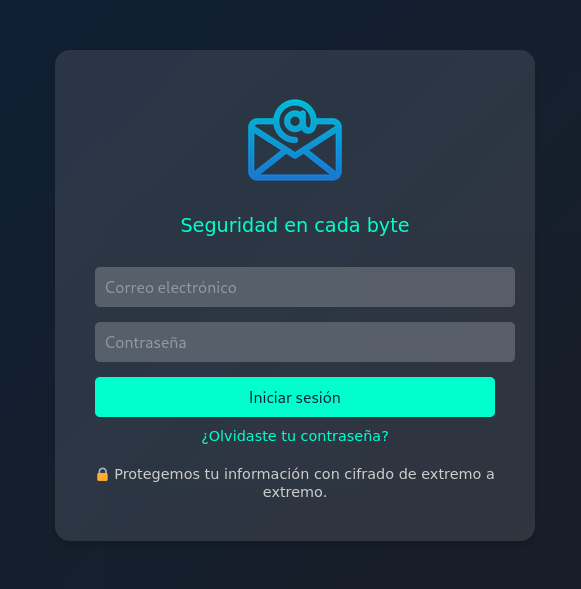 Seguridad en cada byte
Correo electrónico
Contraseña
Iniciar sesión
¿Olvidaste tu contraseña?
🔒 Protegemos tu información con cifrado de extremo a
extremo.